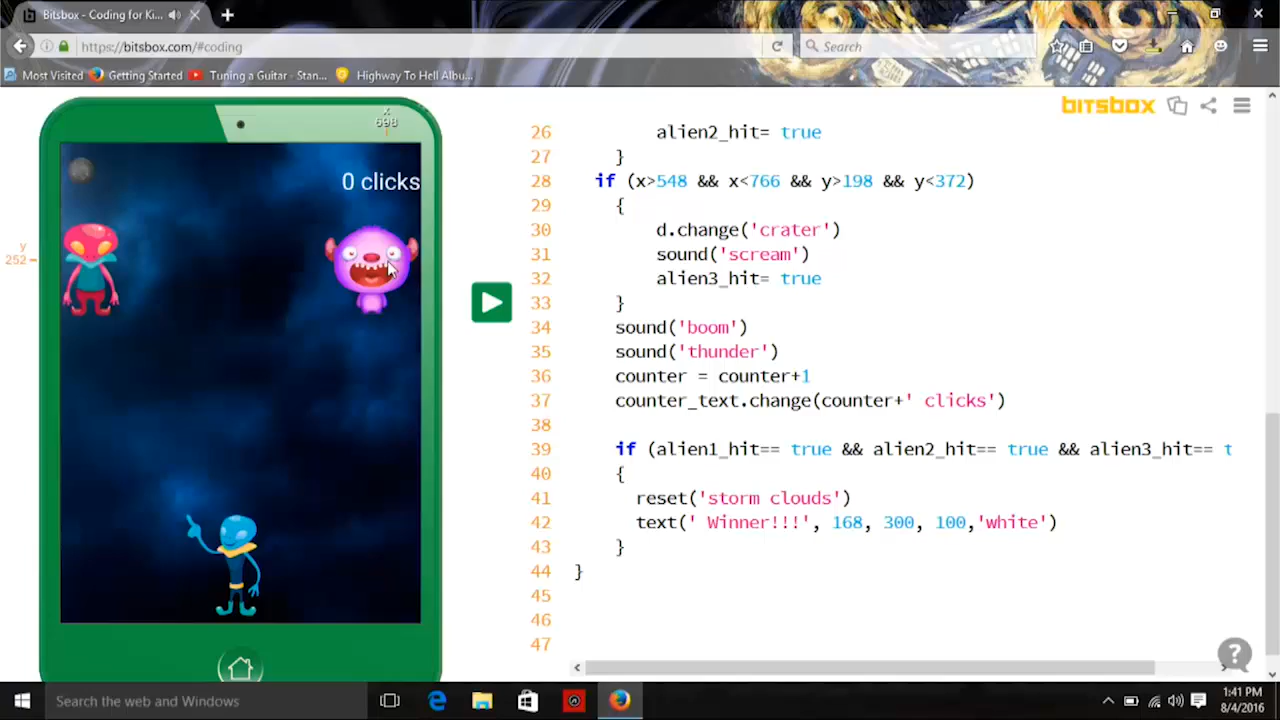 Bitsbox - Coding for Ki...
https://bitsbox.com/#coding
Search
Most Visited Getting Started Tuning a Guitar - Stan... Highway To Hell Albu...
bitsbox
x
698
0 clicks
y
252
26 alien2_hit= true
27 }
28 if (x>548 && x<766 && y>198 && y<372)
29 {
30 d.change('crater')
31 sound('scream')
32 alien3_hit= true
33 }
34 sound('boom')
35 sound('thunder')
36 counter = counter+1
37 counter_text.change(counter+' clicks')
38
39 if (alien1_hit== true && alien2_hit== true && alien3_hit== t
40 {
41 reset('storm clouds')
42 text(' Winner!!!', 168, 300, 100,'white')
43 }
44 }
45
46
47
?
Search the web and Windows
1:41 PM
8/4/2016